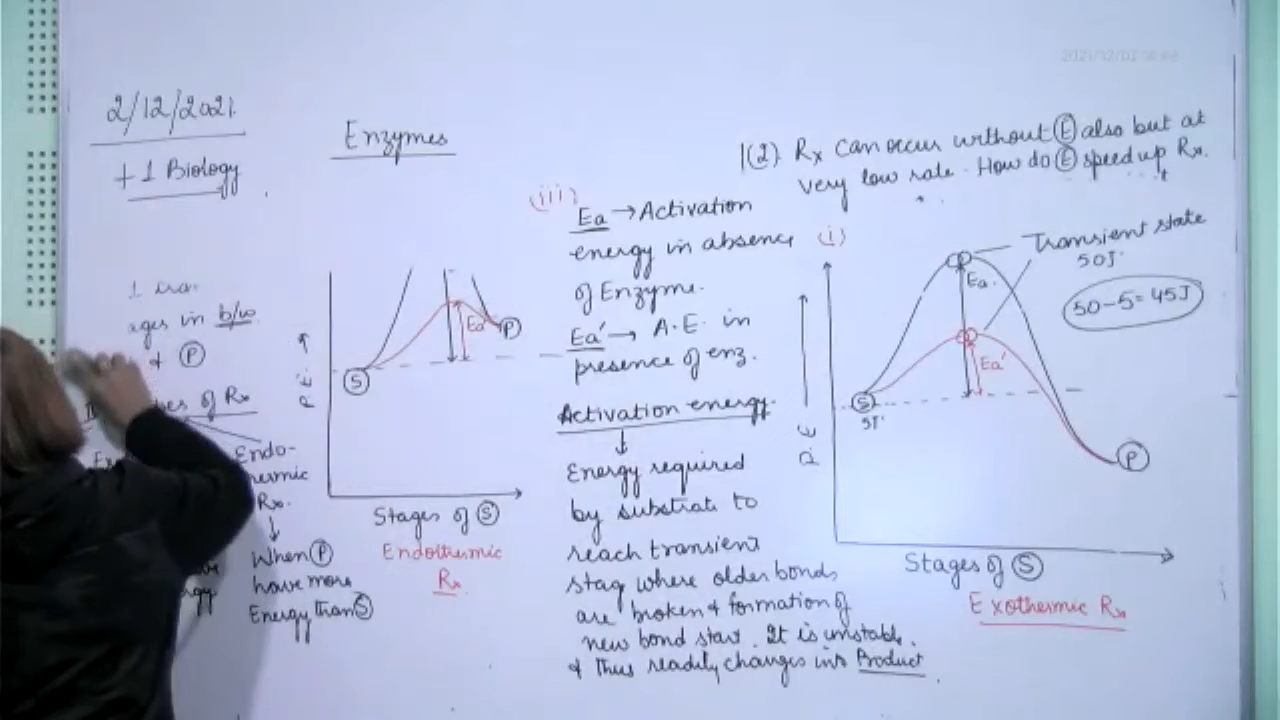 2/12/2021.
+1 Biology
Enzymes
1(2) Rx can occur without Ⓔ also but at
very low rate. How do Ⓔ speed up Rx.
(iii)
Ea → Activation
energy in absence
of Enzyme.
Ea' → A.E. in
presence of enz.
Activation energy.
↓
Energy required
by substrate to
reach transient
stag where older bonds
are broken & formation of
new bond start. It is unstable.
& thus readily changes into Product
(i)
Transient state
50J
50-5=45J
Ea.
Ea'
Ⓢ
5J
Ⓟ
P.E
Stages of Ⓢ
Exothermic Rx
Ea'
Ⓟ
Ⓢ
P.E.
Stages of Ⓢ
Endothermic
Rx
ages in b/w
& Ⓟ
of Rx
Endo-
Rx.
↓
When Ⓟ
have more
Energy than Ⓢ